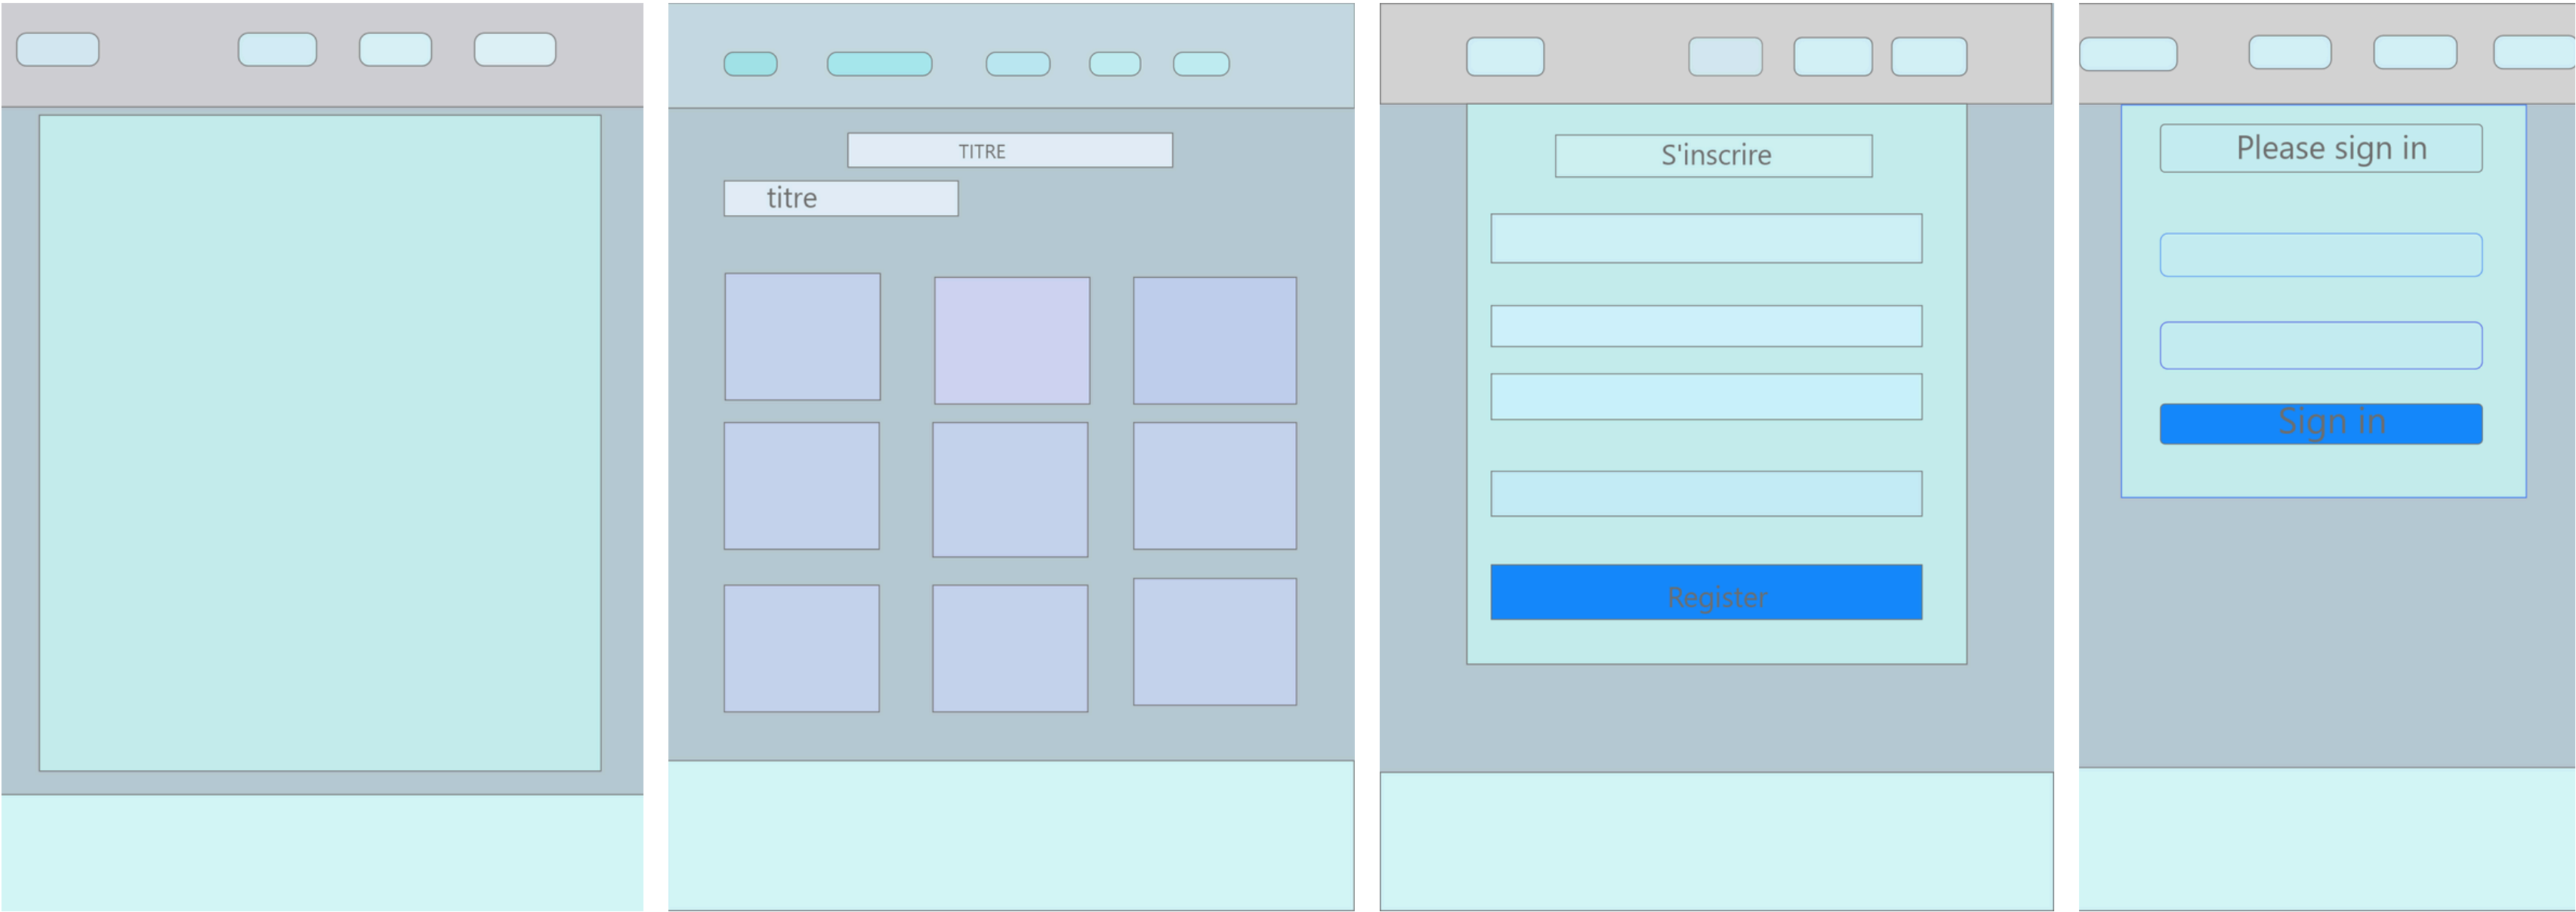 TITRE
titre
S'inscrire
Register
Please sign in
Sign in